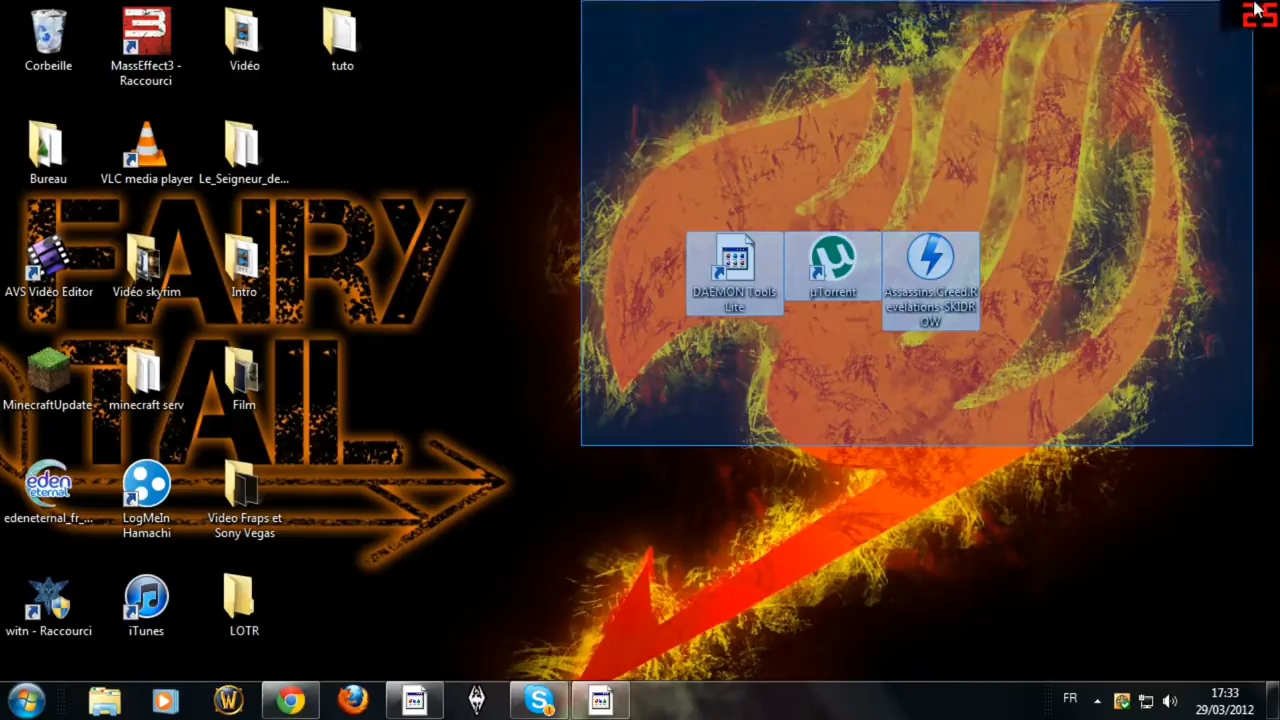 Corbeille
MassEffect3 -
Raccourci
Vidéo
tuto
25
Bureau
VLC media player
Le_Seigneur_de...
FAIRY
TAIL
AVS Vidéo Editor
Vidéo skyrim
Intro
DAEMON Tools
Lite
µTorrent
Assassins.Creed.R
evelations-SKIDR
OW
MinecraftUpdate
minecraft serv
Film
eden
eternal
edeneternal_fr_...
LogMeIn
Hamachi
Video Fraps et
Sony Vegas
witn - Raccourci
iTunes
LOTR
FR
17:33
29/03/2012